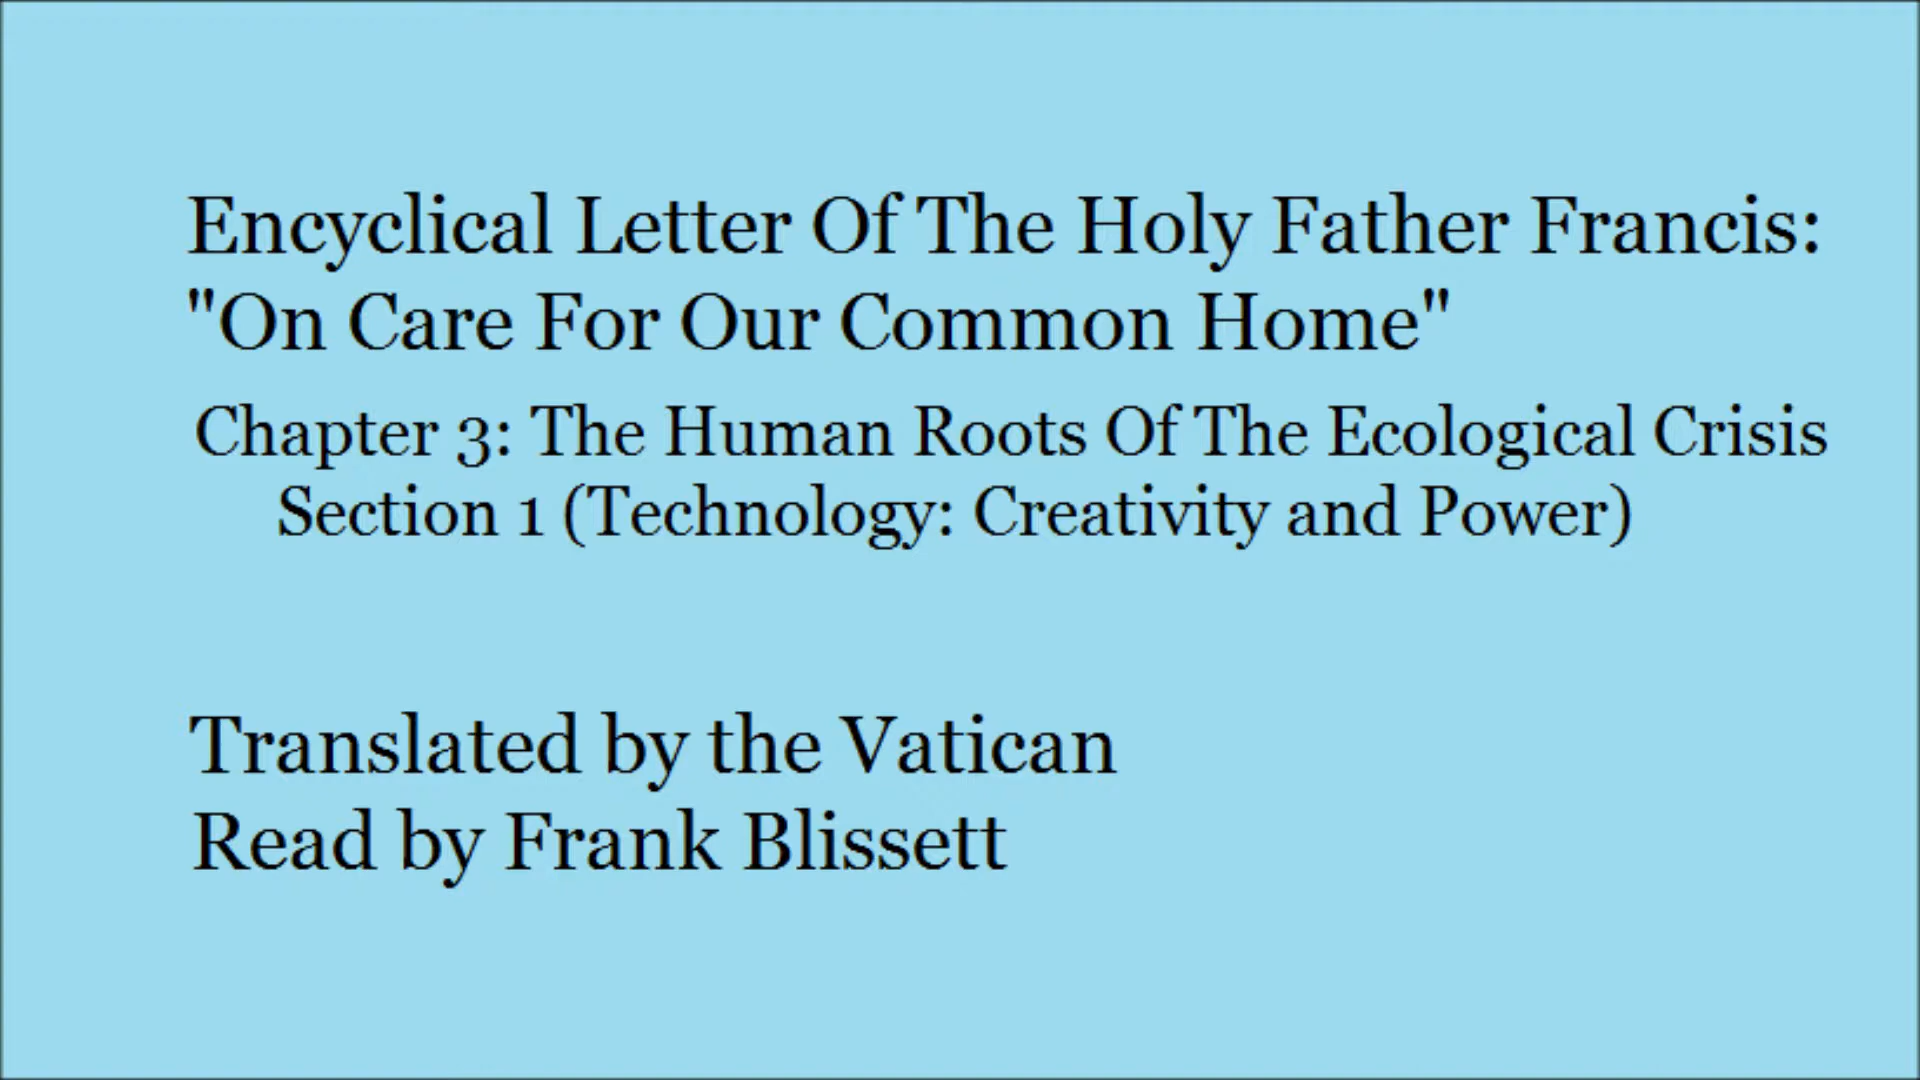 Encyclical Letter Of The Holy Father Francis:
"On Care For Our Common Home"
Chapter 3: The Human Roots Of The Ecological Crisis
Section 1 (Technology: Creativity and Power)
Translated by the Vatican
Read by Frank Blissett